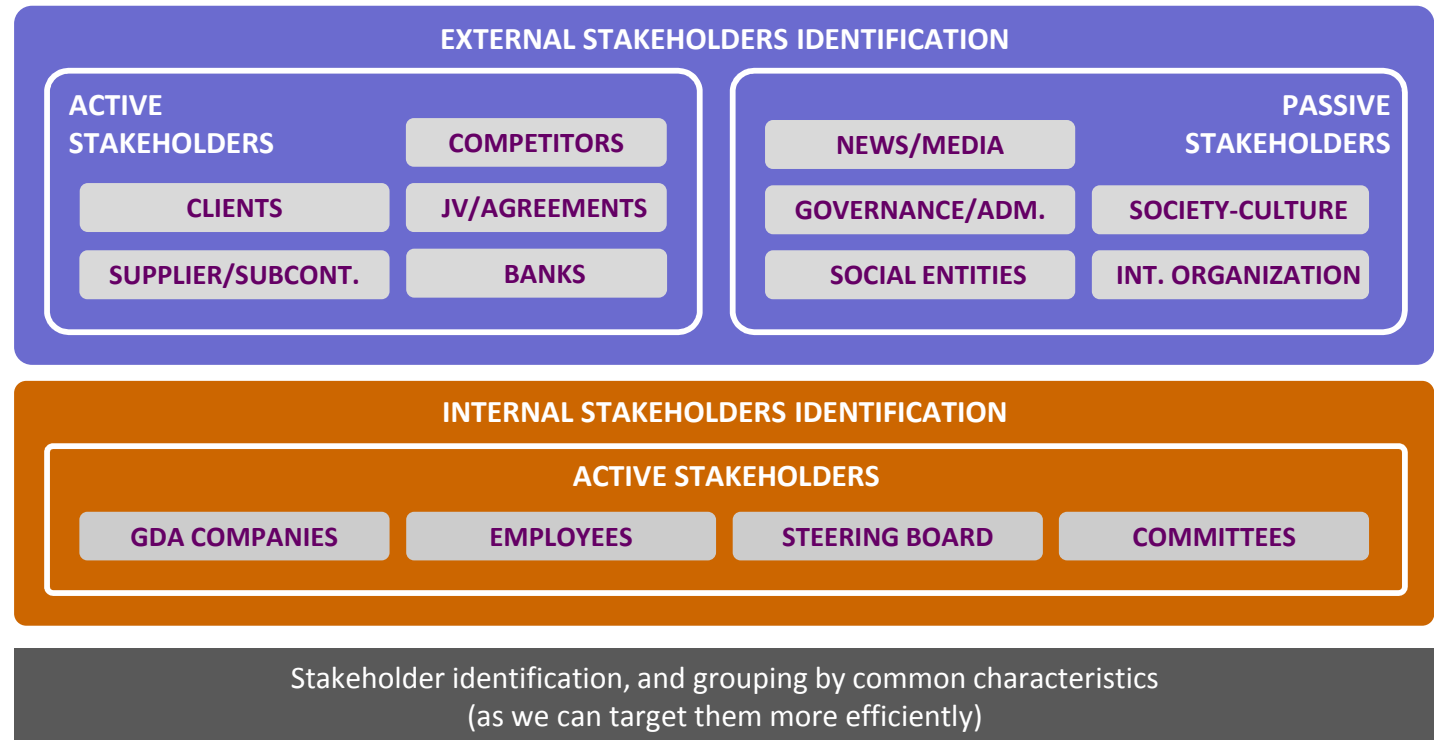 EXTERNAL STAKEHOLDERS IDENTIFICATION
ACTIVE
STAKEHOLDERS
COMPETITORS
CLIENTS
JV/AGREEMENTS
SUPPLIER/SUBCONT.
BANKS
PASSIVE
STAKEHOLDERS
NEWS/MEDIA
GOVERNANCE/ADM.
SOCIETY-CULTURE
SOCIAL ENTITIES
INT. ORGANIZATION
INTERNAL STAKEHOLDERS IDENTIFICATION
ACTIVE STAKEHOLDERS
GDA COMPANIES
EMPLOYEES
STEERING BOARD
COMMITTEES
Stakeholder identification, and grouping by common characteristics
(as we can target them more efficiently)